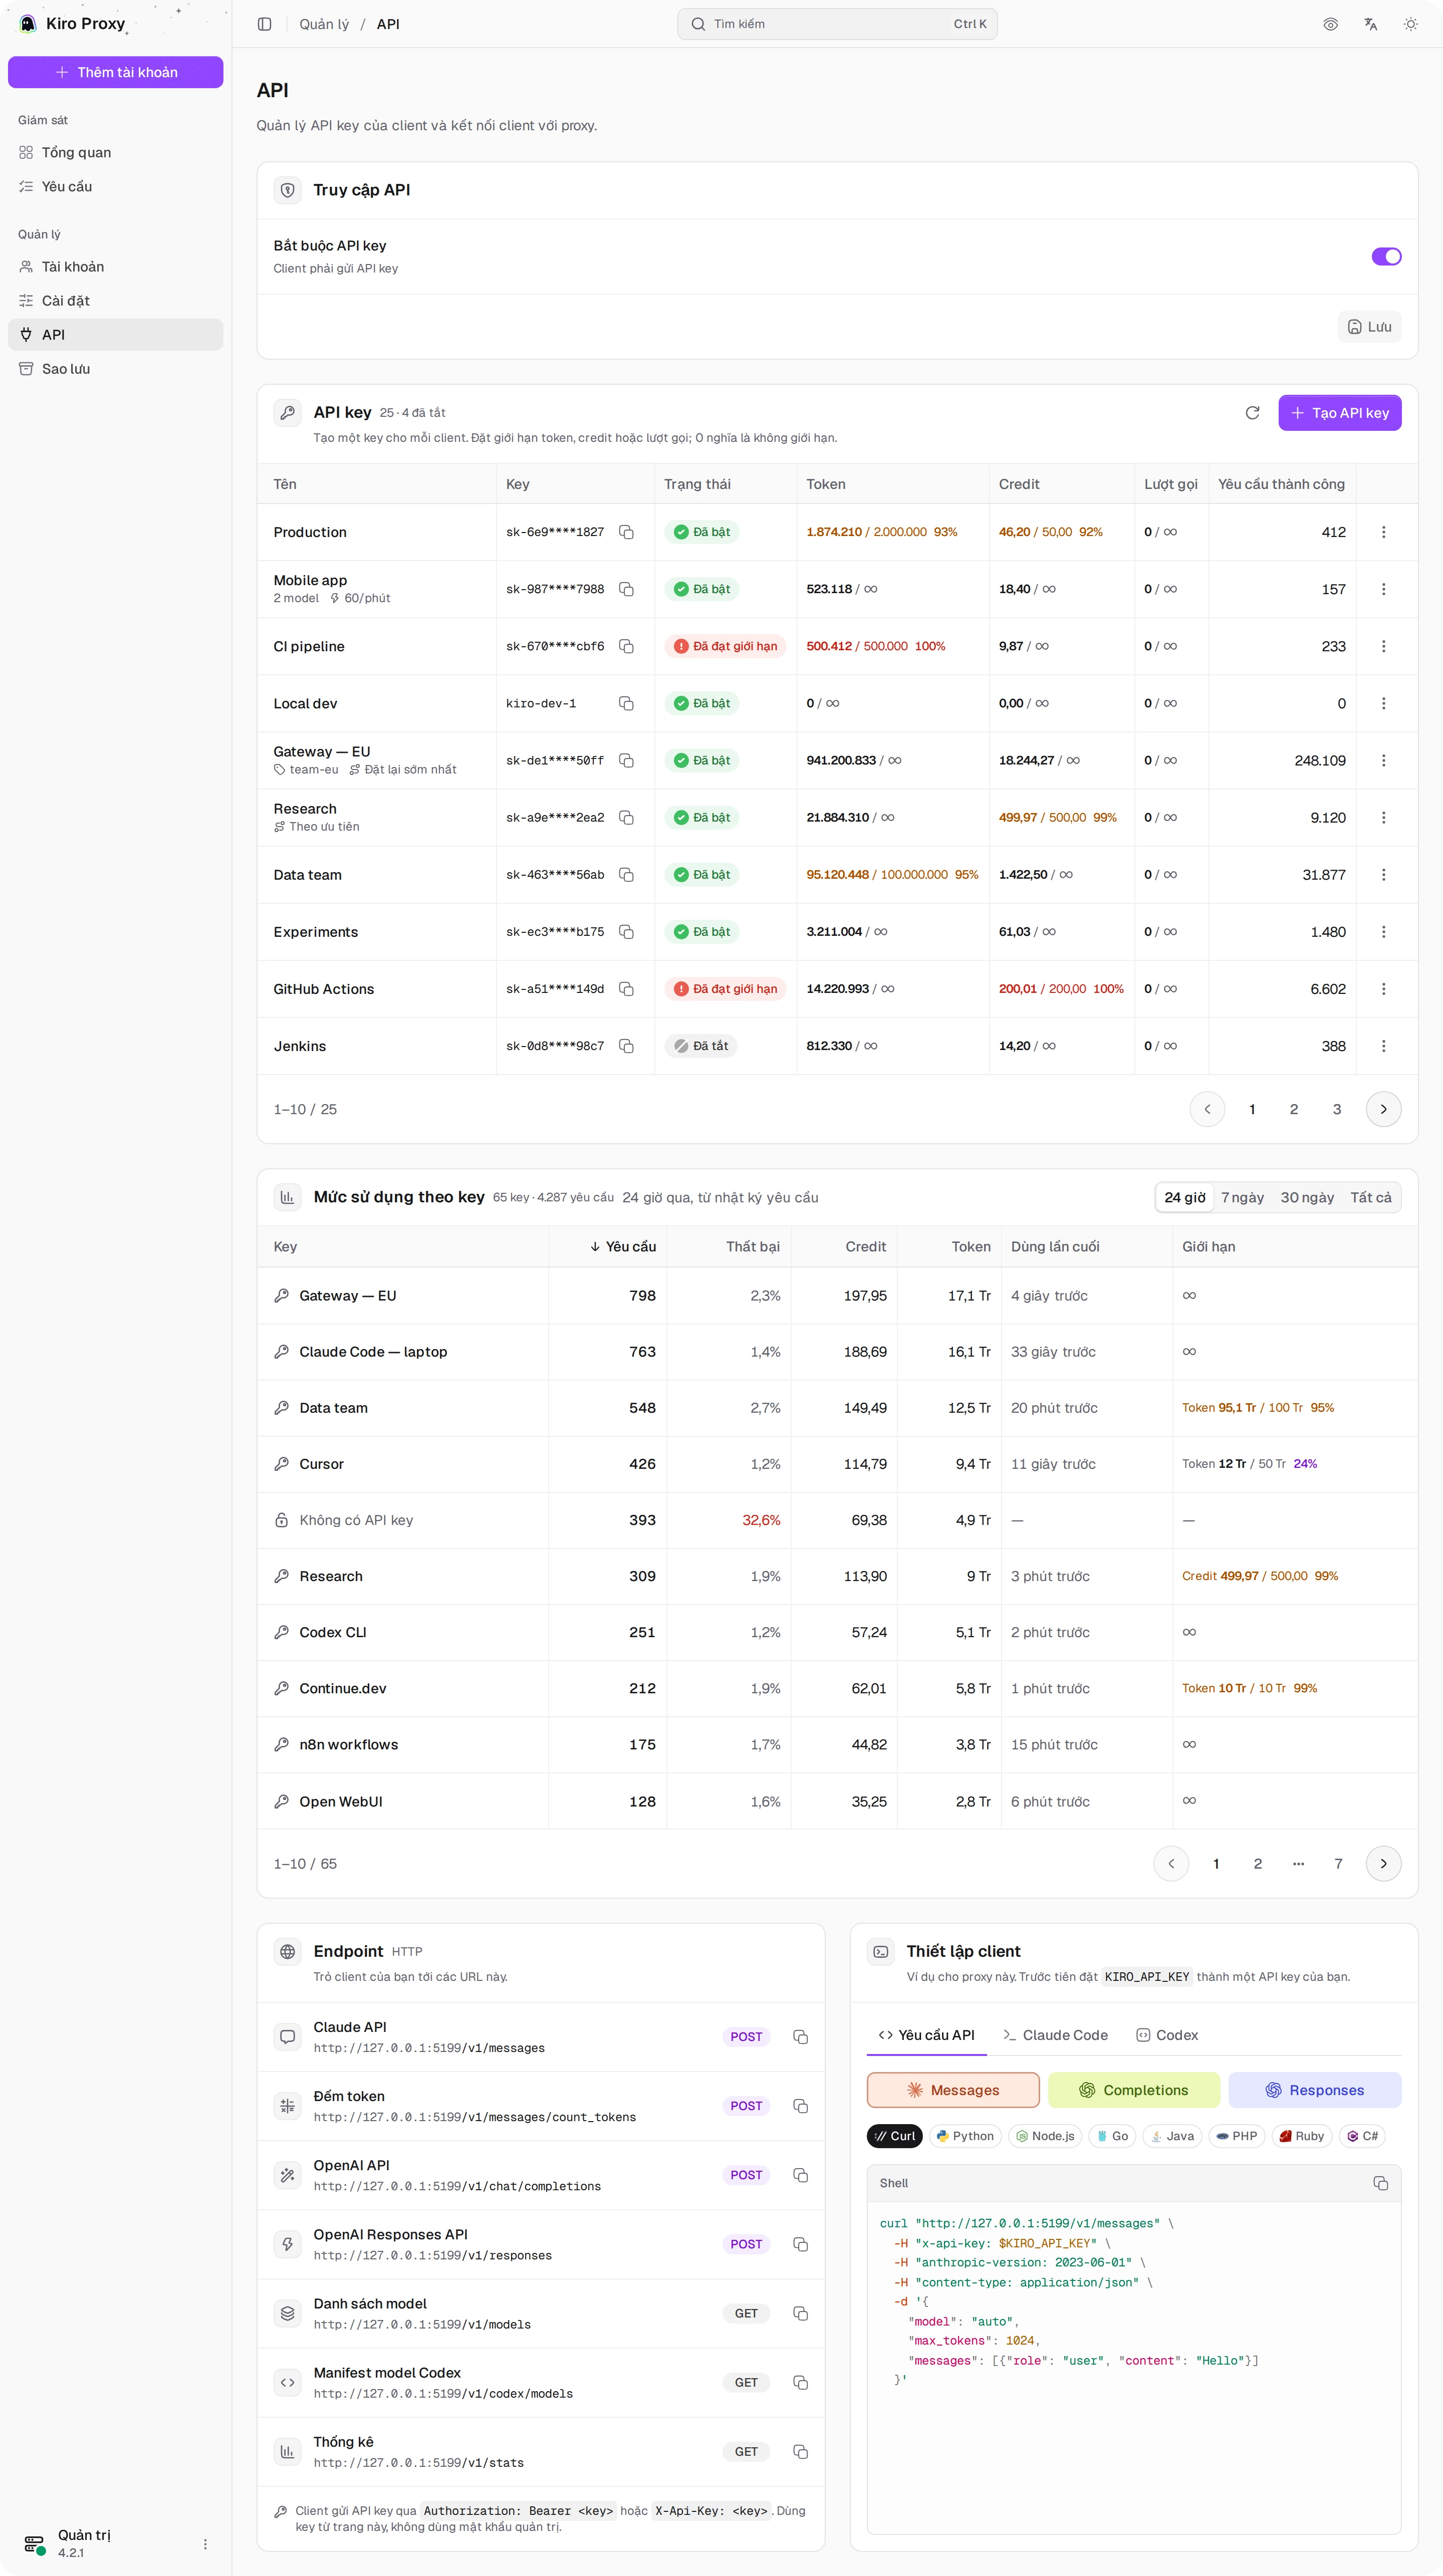 Kiro Proxy
Thêm tài khoản
Giám sát
Tổng quan
Yêu cầu
Quản lý
Tài khoản
Cài đặt
API
Sao lưu
Quản trị
4.2.1
Quản lý / API
Tìm kiếm Ctrl K
API
Quản lý API key của client và kết nối client với proxy.
Truy cập API
Bắt buộc API key
Client phải gửi API key
Lưu
API key 25 · 4 đã tắt
Tạo một key cho mỗi client. Đặt giới hạn token, credit hoặc lượt gọi; 0 nghĩa là không giới hạn.
Tạo API key
Tên Key Trạng thái Token Credit Lượt gọi Yêu cầu thành công
Production sk-6e9****1827 Đã bật 1.874.210 / 2.000.000 93% 46,20 / 50,00 92% 0 / ∞ 412
Mobile app
2 model 60/phút
sk-987****7988 Đã bật 523.118 / ∞ 18,40 / ∞ 0 / ∞ 157
CI pipeline sk-670****cbf6 Đã đạt giới hạn 500.412 / 500.000 100% 9,87 / ∞ 0 / ∞ 233
Local dev kiro-dev-1 Đã bật 0 / ∞ 0,00 / ∞ 0 / ∞ 0
Gateway — EU
team-eu Đặt lại sớm nhất
sk-de1****50ff Đã bật 941.200.833 / ∞ 18.244,27 / ∞ 0 / ∞ 248.109
Research
Theo ưu tiên
sk-a9e****2ea2 Đã bật 21.884.310 / ∞ 499,97 / 500,00 99% 0 / ∞ 9.120
Data team sk-463****56ab Đã bật 95.120.448 / 100.000.000 95% 1.422,50 / ∞ 0 / ∞ 31.877
Experiments sk-ec3****b175 Đã bật 3.211.004 / ∞ 61,03 / ∞ 0 / ∞ 1.480
GitHub Actions sk-a51****149d Đã đạt giới hạn 14.220.993 / ∞ 200,01 / 200,00 100% 0 / ∞ 6.602
Jenkins sk-0d8****98c7 Đã tắt 812.330 / ∞ 14,20 / ∞ 0 / ∞ 388
1–10 / 25 1 2 3
Mức sử dụng theo key 65 key · 4.287 yêu cầu 24 giờ qua, từ nhật ký yêu cầu
24 giờ 7 ngày 30 ngày Tất cả
Key ↓ Yêu cầu Thất bại Credit Token Dùng lần cuối Giới hạn
Gateway — EU 798 2,3% 197,95 17,1 Tr 4 giây trước ∞
Claude Code — laptop 763 1,4% 188,69 16,1 Tr 33 giây trước ∞
Data team 548 2,7% 149,49 12,5 Tr 20 phút trước Token 95,1 Tr / 100 Tr 95%
Cursor 426 1,2% 114,79 9,4 Tr 11 giây trước Token 12 Tr / 50 Tr 24%
Không có API key 393 32,6% 69,38 4,9 Tr — —
Research 309 1,9% 113,90 9 Tr 3 phút trước Credit 499,97 / 500,00 99%
Codex CLI 251 1,2% 57,24 5,1 Tr 2 phút trước ∞
Continue.dev 212 1,9% 62,01 5,8 Tr 1 phút trước Token 10 Tr / 10 Tr 99%
n8n workflows 175 1,7% 44,82 3,8 Tr 15 phút trước ∞
Open WebUI 128 1,6% 35,25 2,8 Tr 6 phút trước ∞
1–10 / 65 1 2 ··· 7
Endpoint HTTP
Trỏ client của bạn tới các URL này.
Claude API
http://127.0.0.1:5199/v1/messages
POST
Đếm token
http://127.0.0.1:5199/v1/messages/count_tokens
POST
OpenAI API
http://127.0.0.1:5199/v1/chat/completions
POST
OpenAI Responses API
http://127.0.0.1:5199/v1/responses
POST
Danh sách model
http://127.0.0.1:5199/v1/models
GET
Manifest model Codex
http://127.0.0.1:5199/v1/codex/models
GET
Thống kê
http://127.0.0.1:5199/v1/stats
GET
Client gửi API key qua Authorization: Bearer <key> hoặc X-Api-Key: <key>. Dùng
key từ trang này, không dùng mật khẩu quản trị.
Thiết lập client
Ví dụ cho proxy này. Trước tiên đặt KIRO_API_KEY thành một API key của bạn.
Yêu cầu API Claude Code Codex
Messages Completions Responses
Curl Python Node.js Go Java PHP Ruby C#
Shell
curl "http://127.0.0.1:5199/v1/messages" \
-H "x-api-key: $KIRO_API_KEY" \
-H "anthropic-version: 2023-06-01" \
-H "content-type: application/json" \
-d '{
"model": "auto",
"max_tokens": 1024,
"messages": [{"role": "user", "content": "Hello"}]
}'